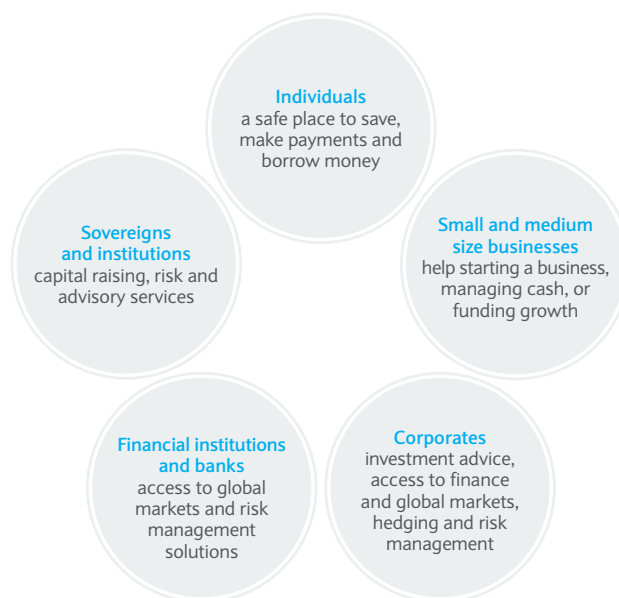 Individuals
a safe place to save,
make payments and
borrow money
Sovereigns
and institutions
capital raising, risk and
advisory services
Small and medium
size businesses
help starting a business,
managing cash, or
funding growth
Financial institutions
and banks
access to global
markets and risk
management
solutions
Corporates
investment advice,
access to finance
and global markets,
hedging and risk
management